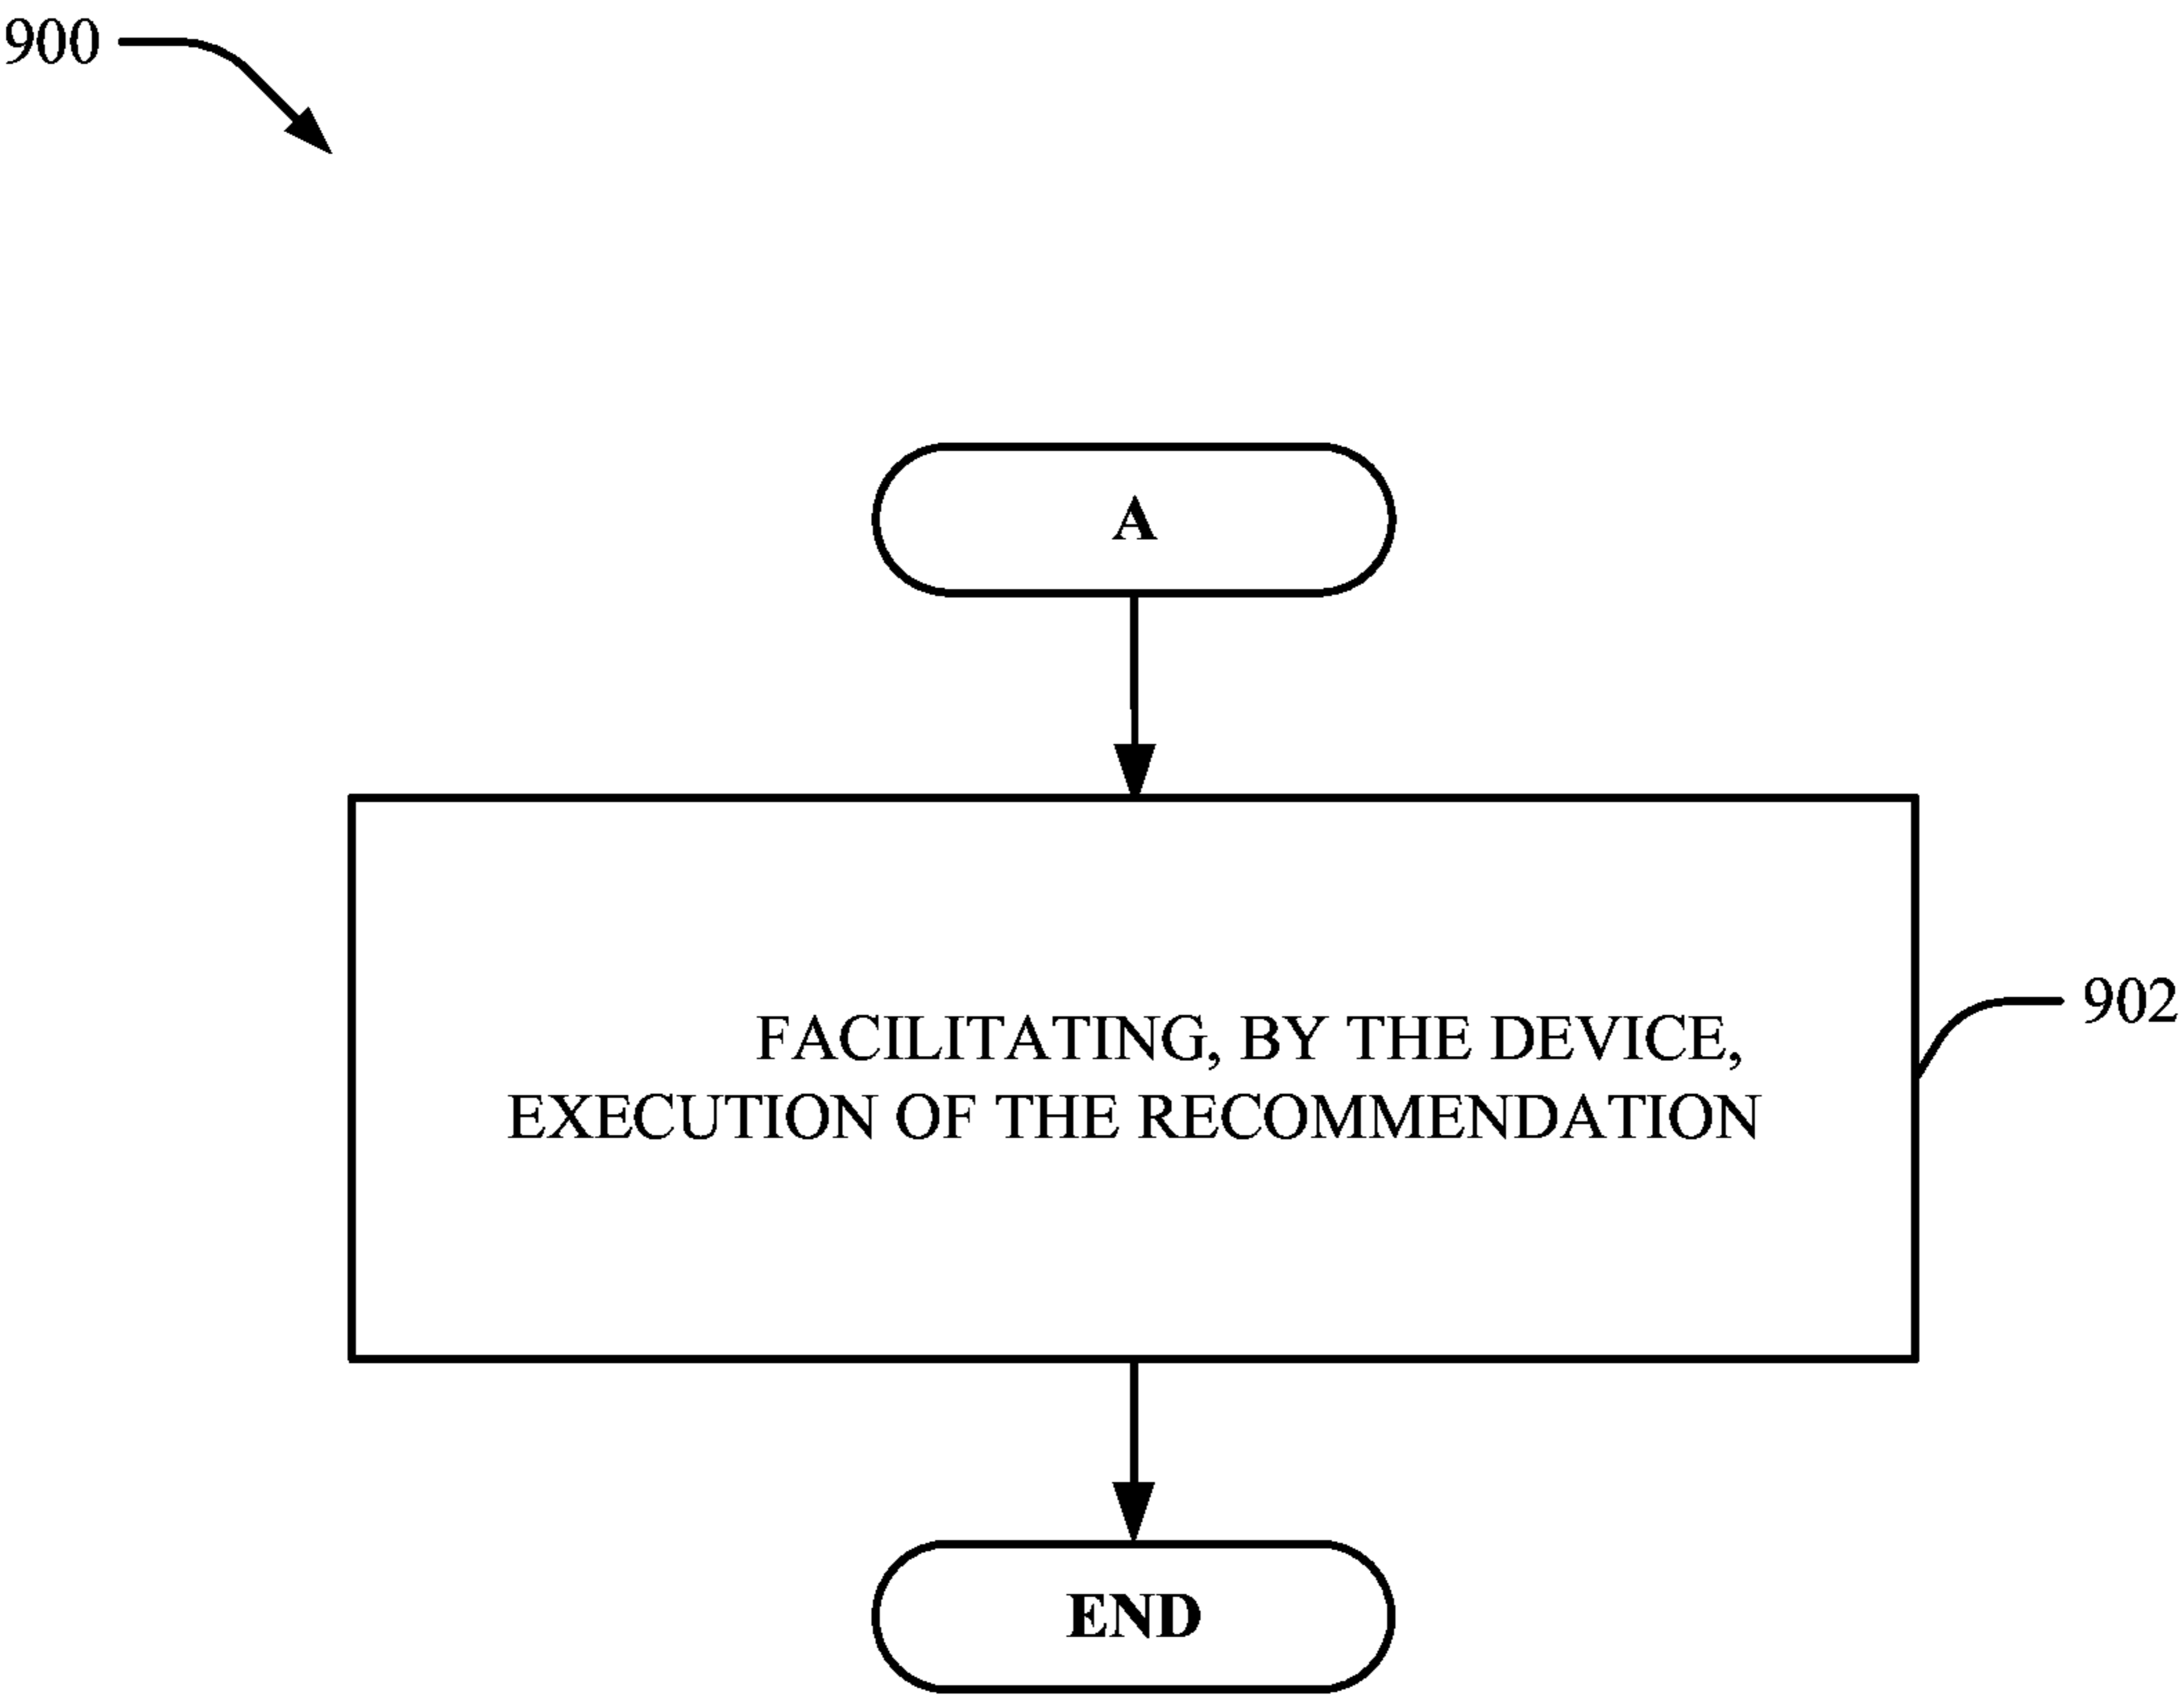 900
A
FACILITATING, BY THE DEVICE,
EXECUTION OF THE RECOMMENDATION
902
END